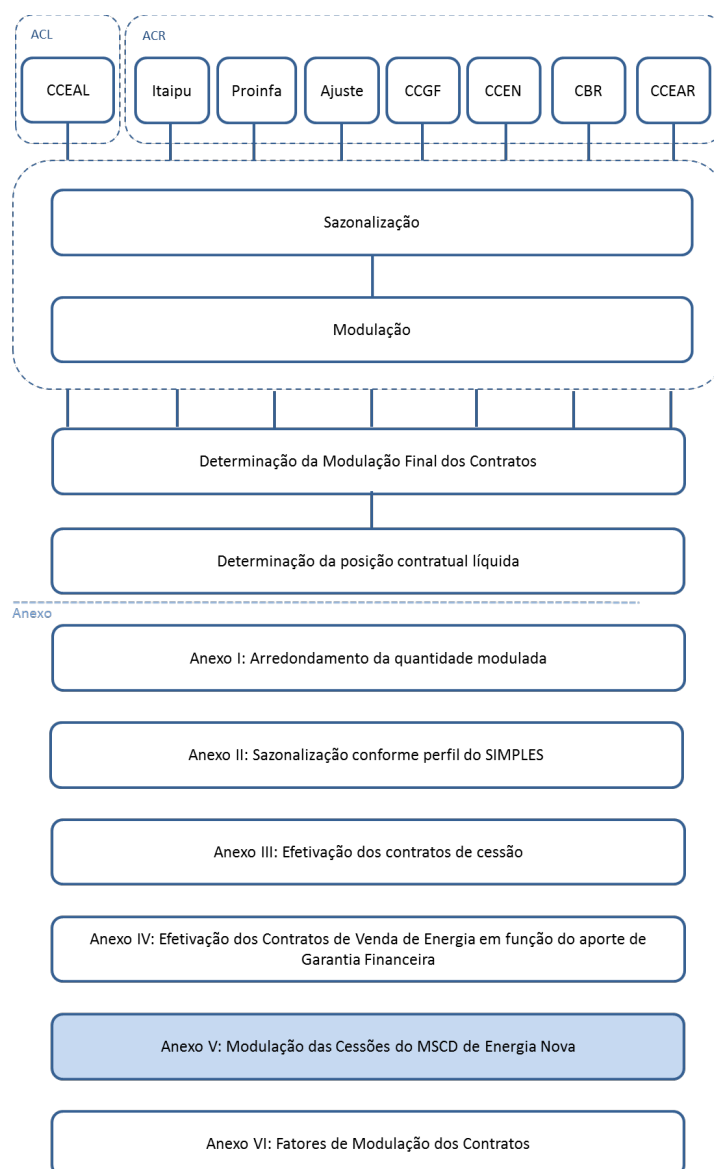 ACL
ACR
CCEAL
Itaipu
Proinfa
Ajuste
CCGF
CCEN
CBR
CCEAR
Sazonalização
Modulação
Determinação da Modulação Final dos Contratos
Determinação da posição contratual líquida
Anexo
Anexo I: Arredondamento da quantidade modulada
Anexo II: Sazonalização conforme perfil do SIMPLES
Anexo III: Efetivação dos contratos de cessão
Anexo IV: Efetivação dos Contratos de Venda de Energia em função do aporte de
Garantia Financeira
Anexo V: Modulação das Cessões do MSCD de Energia Nova
Anexo VI: Fatores de Modulação dos Contratos